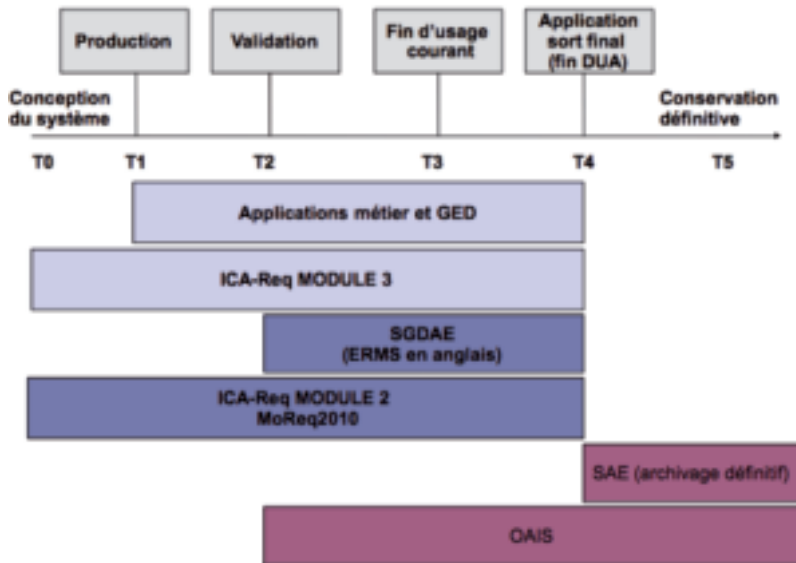 Production
Validation
Fin d'usage
courant
Application
sort final
(fin DUA)
Conception
du système
Conservation
définitive
T0
T1
T2
T3
T4
T5
Applications métier et GED
ICA-Req MODULE 3
SGDAE
(ERMS en anglais)
ICA-Req MODULE 2
MoReq2010
SAE (archivage définitif)
OAIS